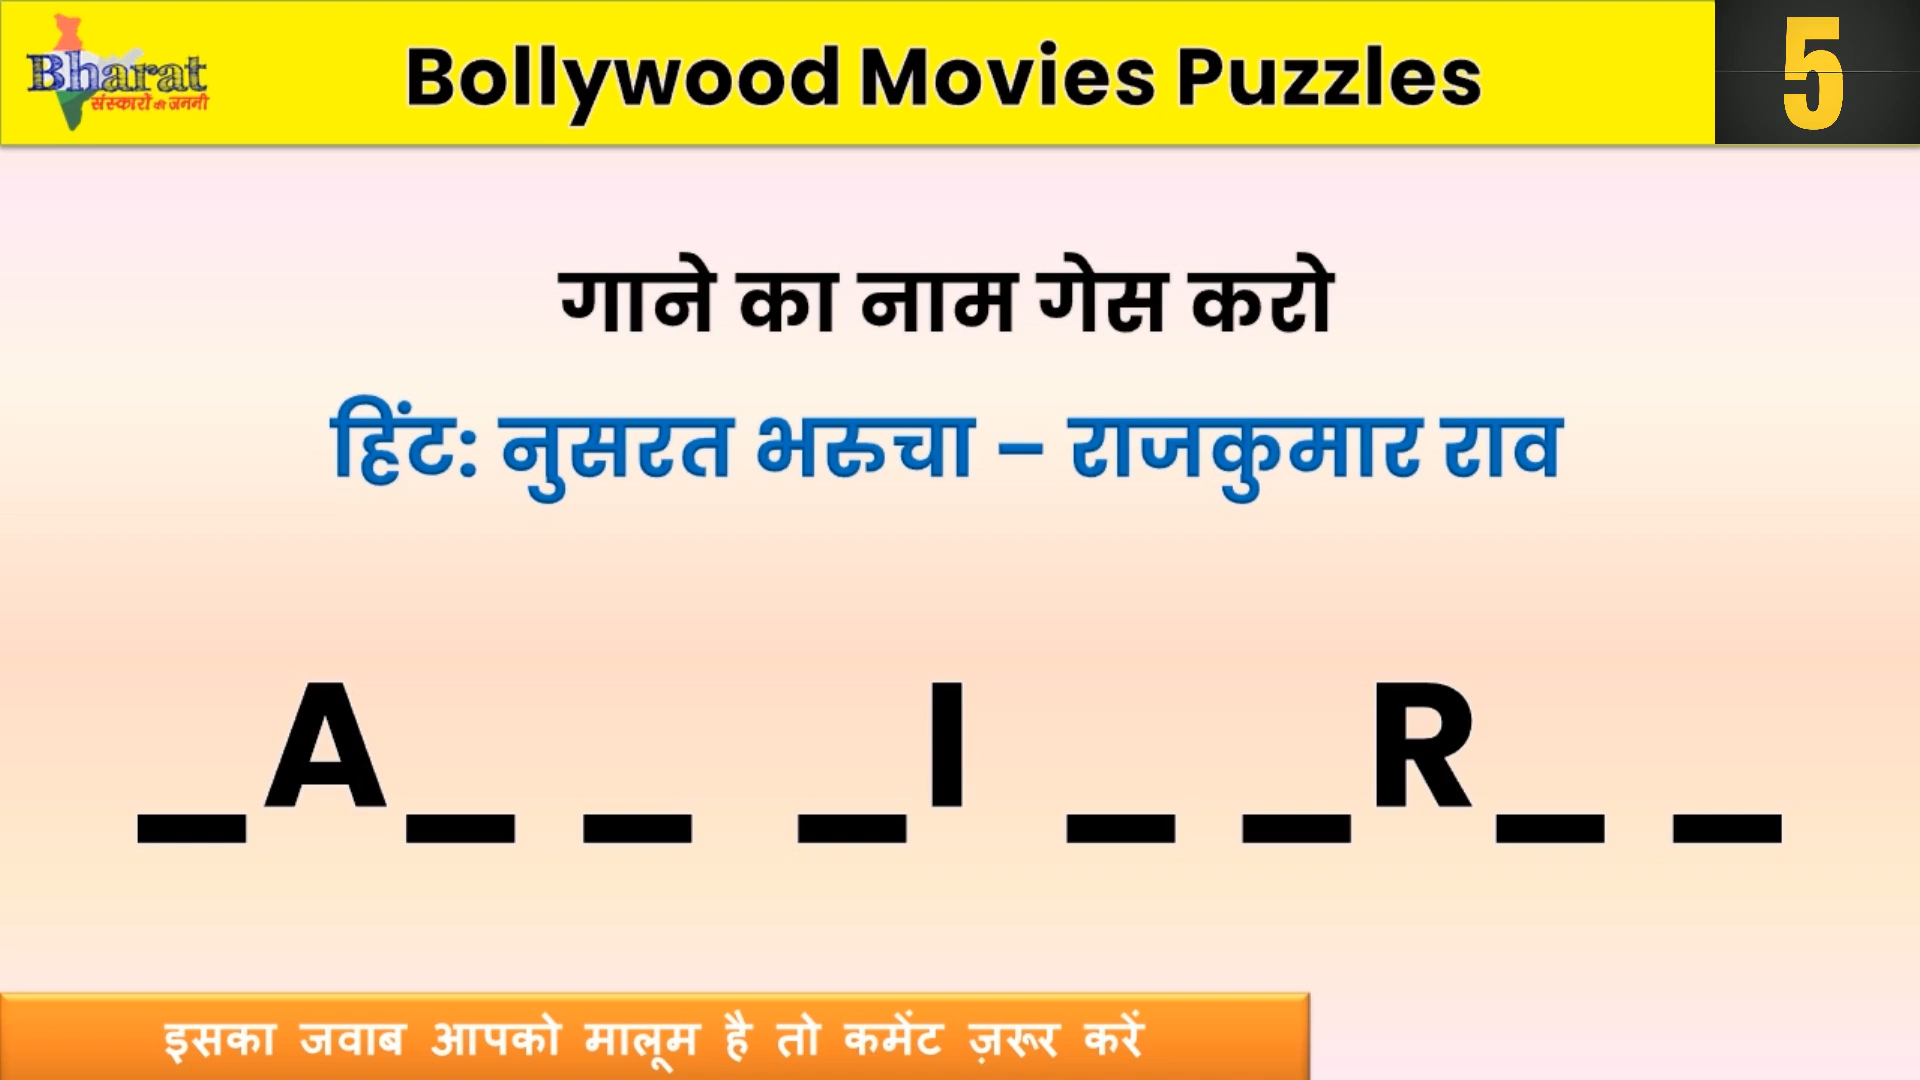 Bharat
संस्कारों की जननी
Bollywood Movies Puzzles
5
गाने का नाम गेस करो
हिंट: नुसरत भरुचा – राजकुमार राव
_A_ _ _I _ _R_ _
इसका जवाब आपको मालूम है तो कमेंट ज़रूर करें